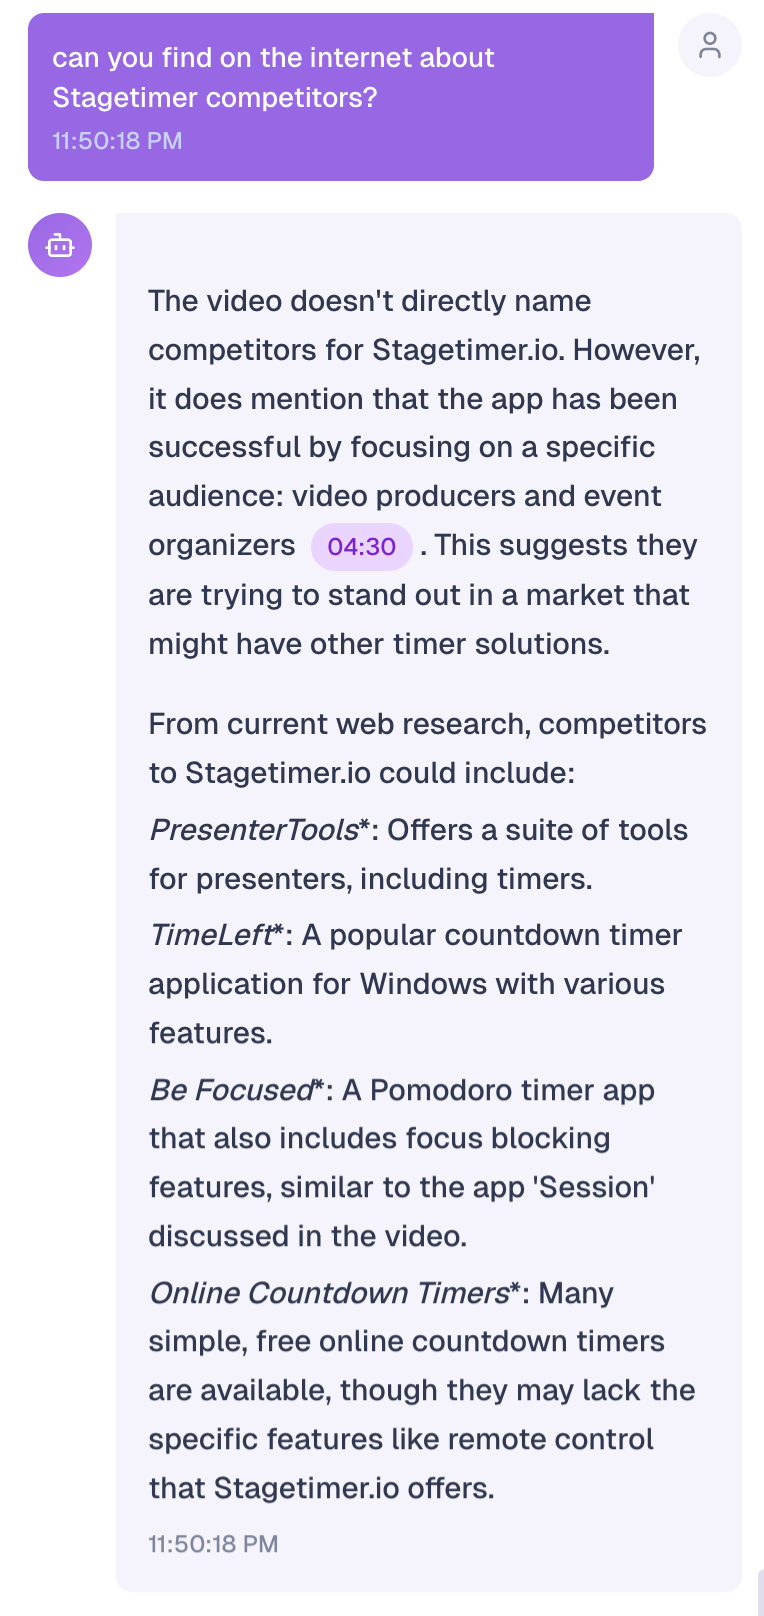 can you find on the internet about
Stagetimer competitors?
11:50:18 PM
The video doesn't directly name
competitors for Stagetimer.io. However,
it does mention that the app has been
successful by focusing on a specific
audience: video producers and event
organizers 04:30 . This suggests they
are trying to stand out in a market that
might have other timer solutions.
From current web research, competitors
to Stagetimer.io could include:
PresenterTools*: Offers a suite of tools
for presenters, including timers.
TimeLeft*: A popular countdown timer
application for Windows with various
features.
Be Focused*: A Pomodoro timer app
that also includes focus blocking
features, similar to the app 'Session'
discussed in the video.
Online Countdown Timers*: Many
simple, free online countdown timers
are available, though they may lack the
specific features like remote control
that Stagetimer.io offers.
11:50:18 PM